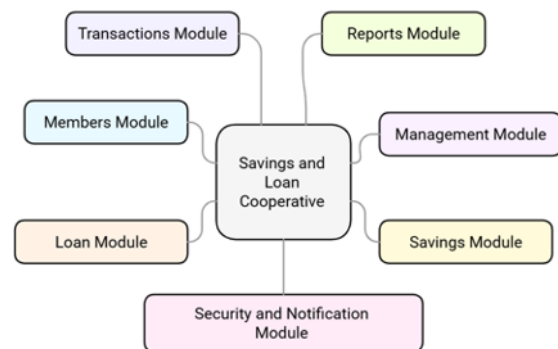 Transactions Module
Reports Module
Members Module
Management Module
Savings and
Loan
Cooperative
Loan Module
Savings Module
Security and Notification
Module